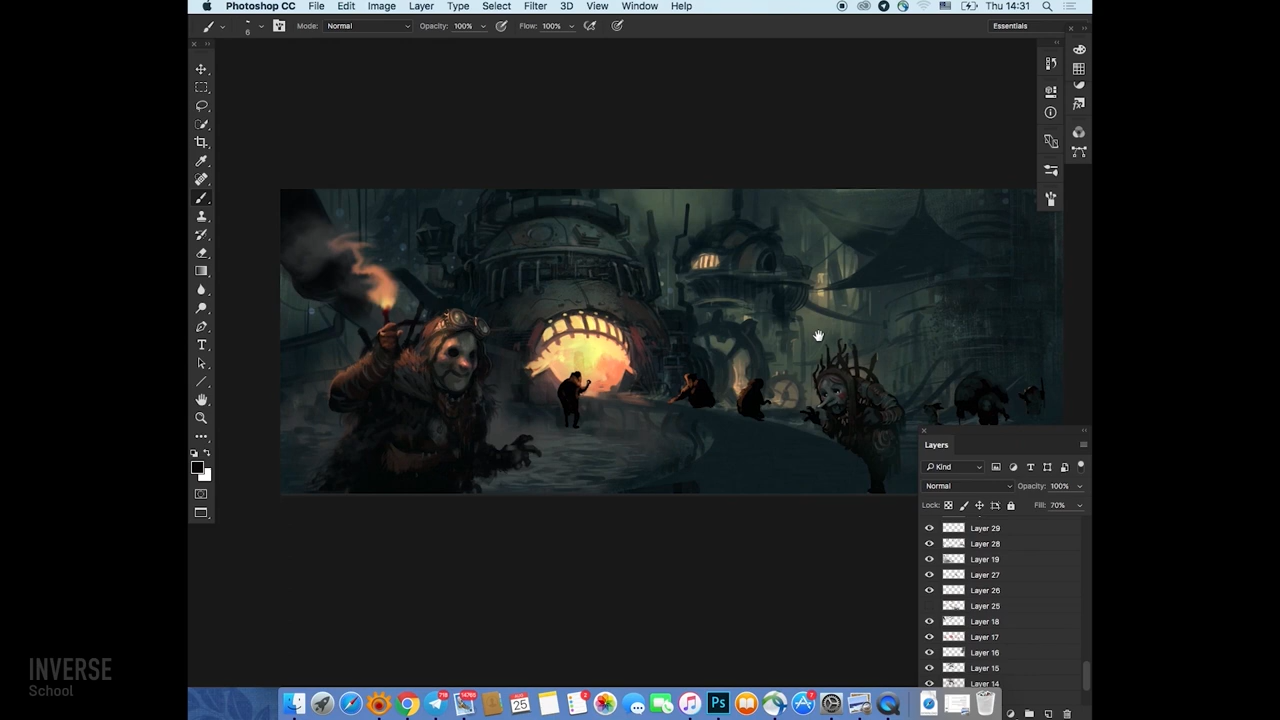 Photoshop CC File Edit Image Layer Type Select Filter 3D View Window Help Thu 14:31
6 Mode: Normal Opacity: 100% Flow: 100% Essentials
Layers
Kind
Normal Opacity: 100%
Lock: Fill: 70%
Layer 29
Layer 28
Layer 19
Layer 27
Layer 26
Layer 25
Layer 18
Layer 17
Layer 16
Layer 15
Layer 14
INVERSE
School
25